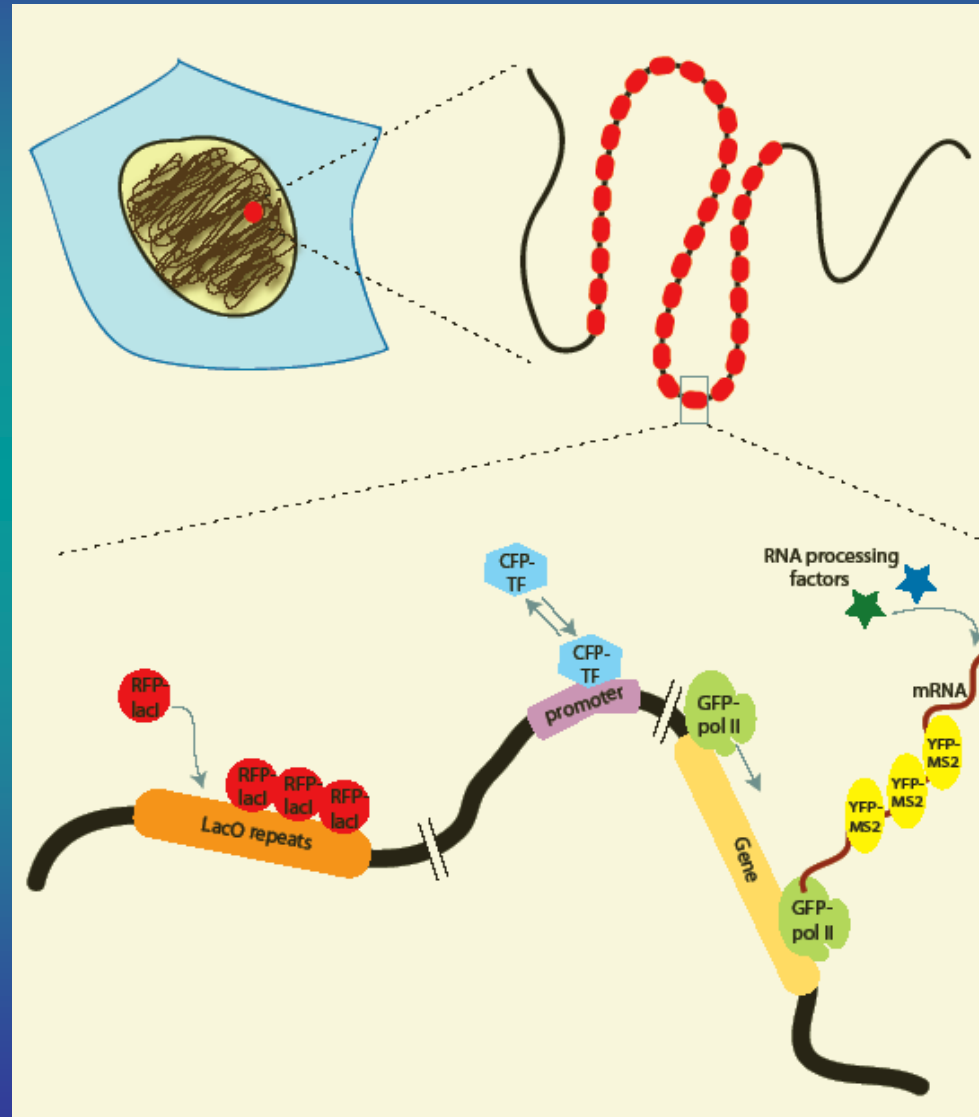 CFP-
TF
CFP-
TF
RNA processing
factors
mRNA
RFP-
lacI
promoter
GFP-
pol II
YFP-
MS2
YFP-
MS2
YFP-
MS2
RFP-
lacI
RFP-
lacI
RFP-
lacI
LacO repeats
Gene
GFP-
pol II